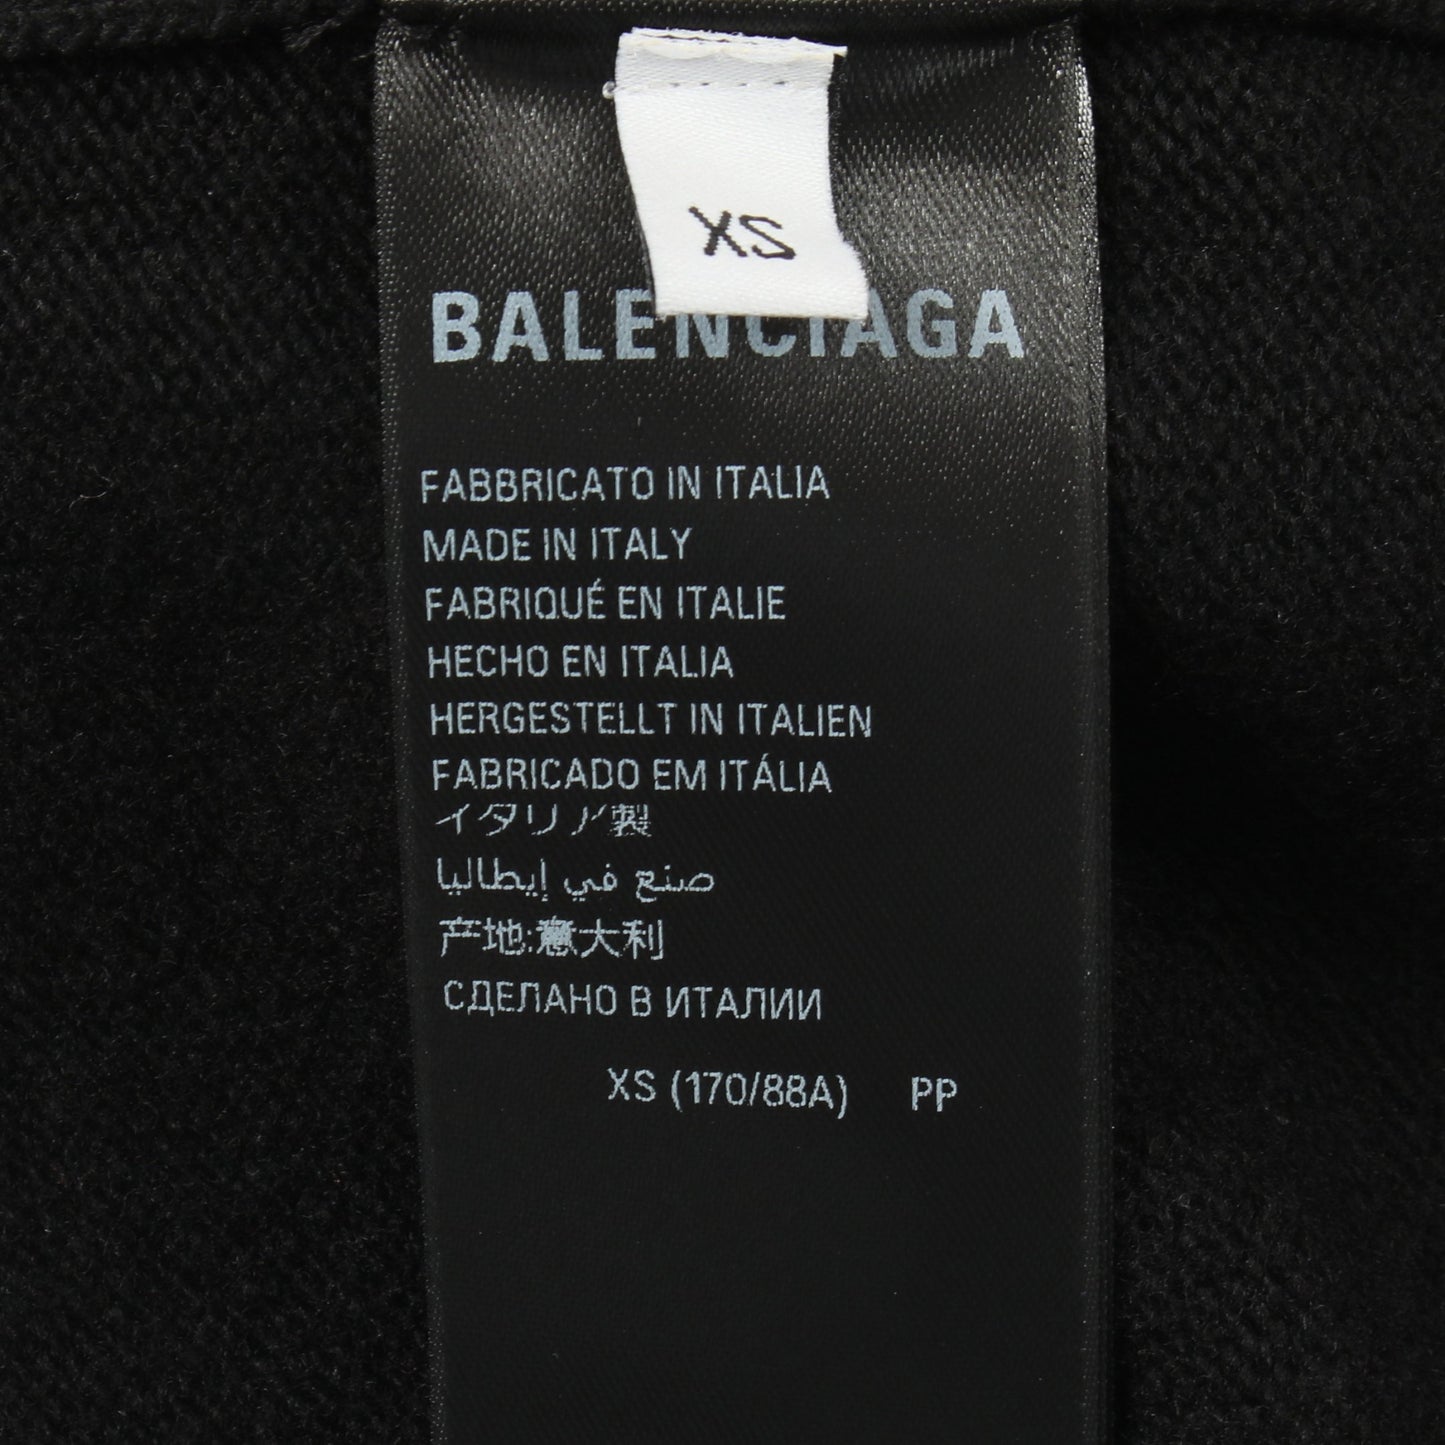 XS
BALENCIAGA
FABBRICATO IN ITALIA
MADE IN ITALY
FABRIQUÉ EN ITALIE
HECHO EN ITALIA
HERGESTELLT IN ITALIEN
FABRICADO EM ITÁLIA
イタリア製
صنع في إيطاليا
产地:意大利
СДЕЛАНО В ИТАЛИИ
XS (170/88A) PP